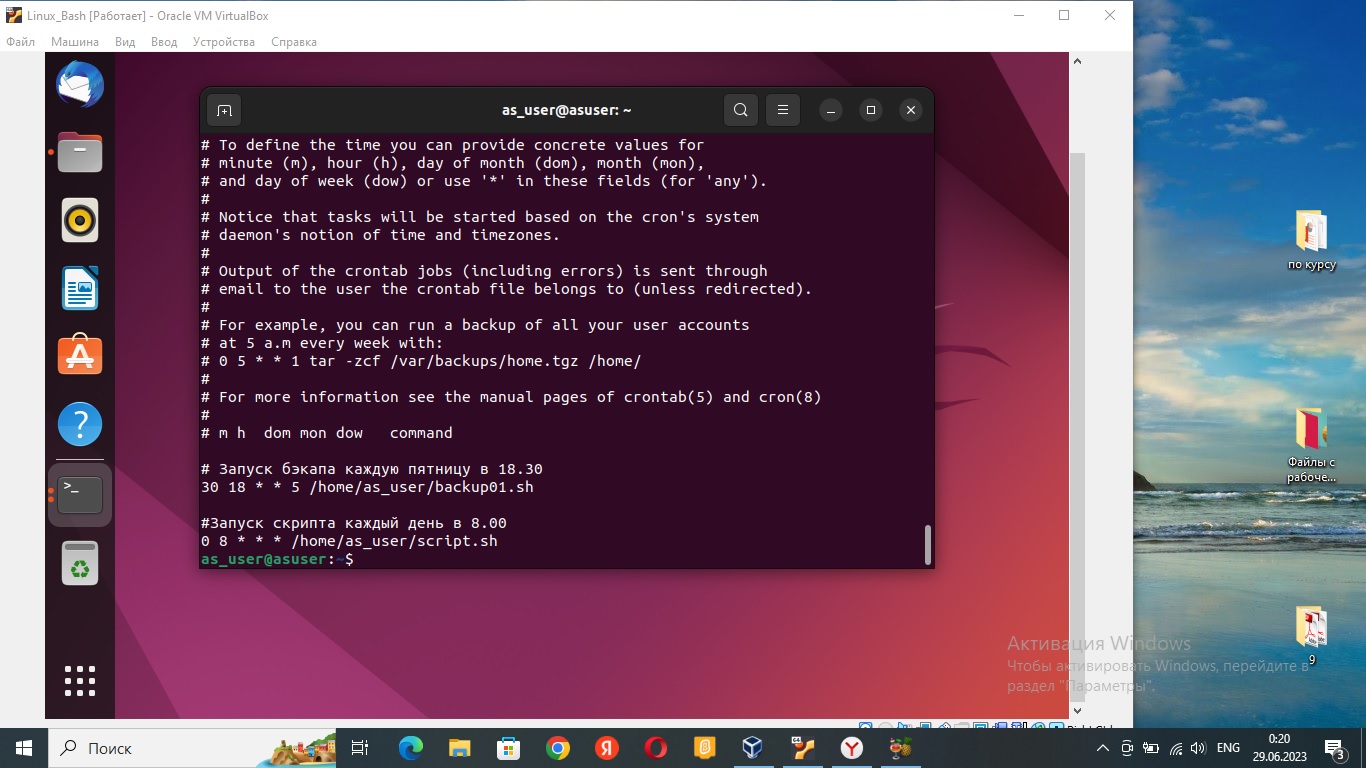 Linux_Bash [Работает] - Oracle VM VirtualBox
Файл Машина Вид Ввод Устройства Справка
as_user@asuser: ~
# To define the time you can provide concrete values for
# minute (m), hour (h), day of month (dom), month (mon),
# and day of week (dow) or use '*' in these fields (for 'any').
#
# Notice that tasks will be started based on the cron's system
# daemon's notion of time and timezones.
#
# Output of the crontab jobs (including errors) is sent through
# email to the user the crontab file belongs to (unless redirected).
#
# For example, you can run a backup of all your user accounts
# at 5 a.m every week with:
# 0 5 * * 1 tar -zcf /var/backups/home.tgz /home/
#
# For more information see the manual pages of crontab(5) and cron(8)
#
# m h  dom mon dow   command
# Запуск бэкапа каждую пятницу в 18.30
30 18 * * 5 /home/as_user/backup01.sh
#Запуск скрипта каждый день в 8.00
0 8 * * * /home/as_user/script.sh
as_user@asuser:~$
по курсу
Файлы с
рабоче...
9
Активация Windows
Чтобы активировать Windows, перейдите в
раздел "Параметры".
Поиск
ENG
0:20
29.06.2023
3